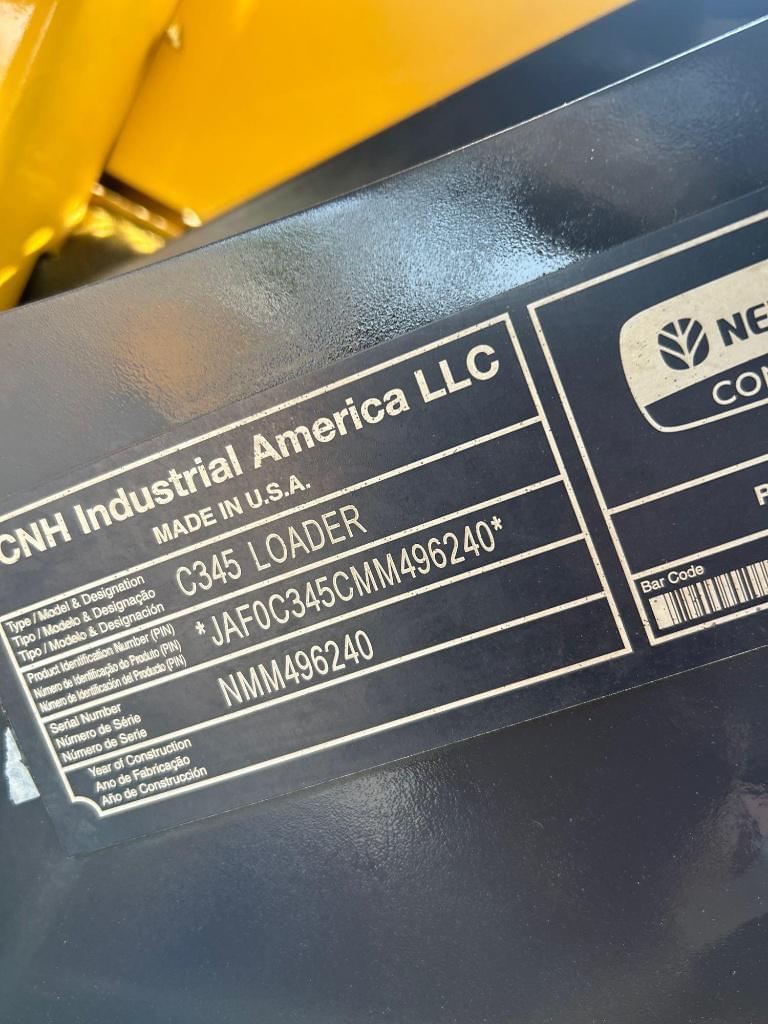 CNH Industrial America LLC
MADE IN U.S.A.
Type / Model & Designation
Tipo / Modelo & Designação
Tipo / Modelo & Designación
C345 LOADER
Product Identification Number (PIN)
Número de Identificação do Produto (PIN)
Número de Identificación del Producto (PIN)
*JAF0C345CMM496240*
Serial Number
Número de Série
Número de Serie
NMM496240
Year of Construction
Ano de Fabricação
Año de Construcción
NE
CON
P
Bar Code